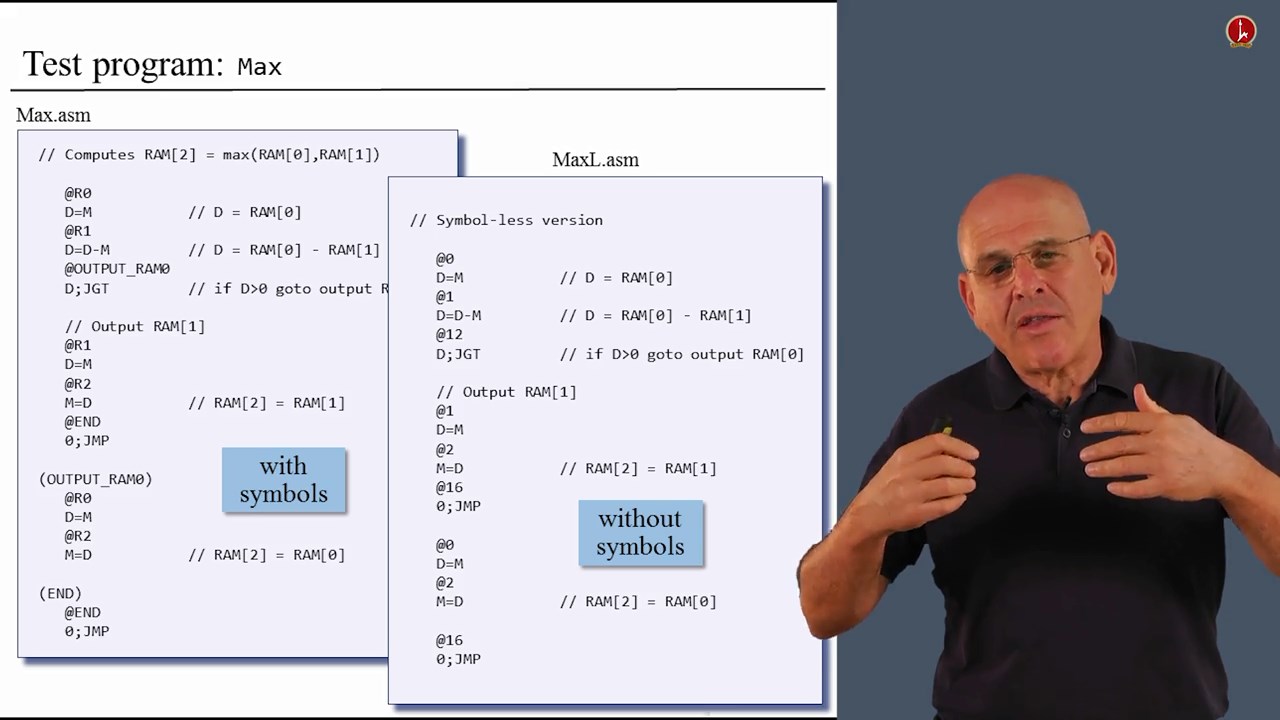 Test program: Max
Max.asm
// Computes RAM[2] = max(RAM[0],RAM[1])
@R0
D=M // D = RAM[0]
@R1
D=D-M // D = RAM[0] - RAM[1]
@OUTPUT_RAM0
D;JGT // if D>0 goto output R
// Output RAM[1]
@R1
D=M
@R2
M=D // RAM[2] = RAM[1]
@END
0;JMP
(OUTPUT_RAM0)
@R0
D=M
@R2
M=D // RAM[2] = RAM[0]
(END)
@END
0;JMP
with
symbols
MaxL.asm
// Symbol-less version
@0
D=M // D = RAM[0]
@1
D=D-M // D = RAM[0] - RAM[1]
@12
D;JGT // if D>0 goto output RAM[0]
// Output RAM[1]
@1
D=M
@2
M=D // RAM[2] = RAM[1]
@16
0;JMP
@0
D=M
@2
M=D // RAM[2] = RAM[0]
@16
0;JMP
without
symbols